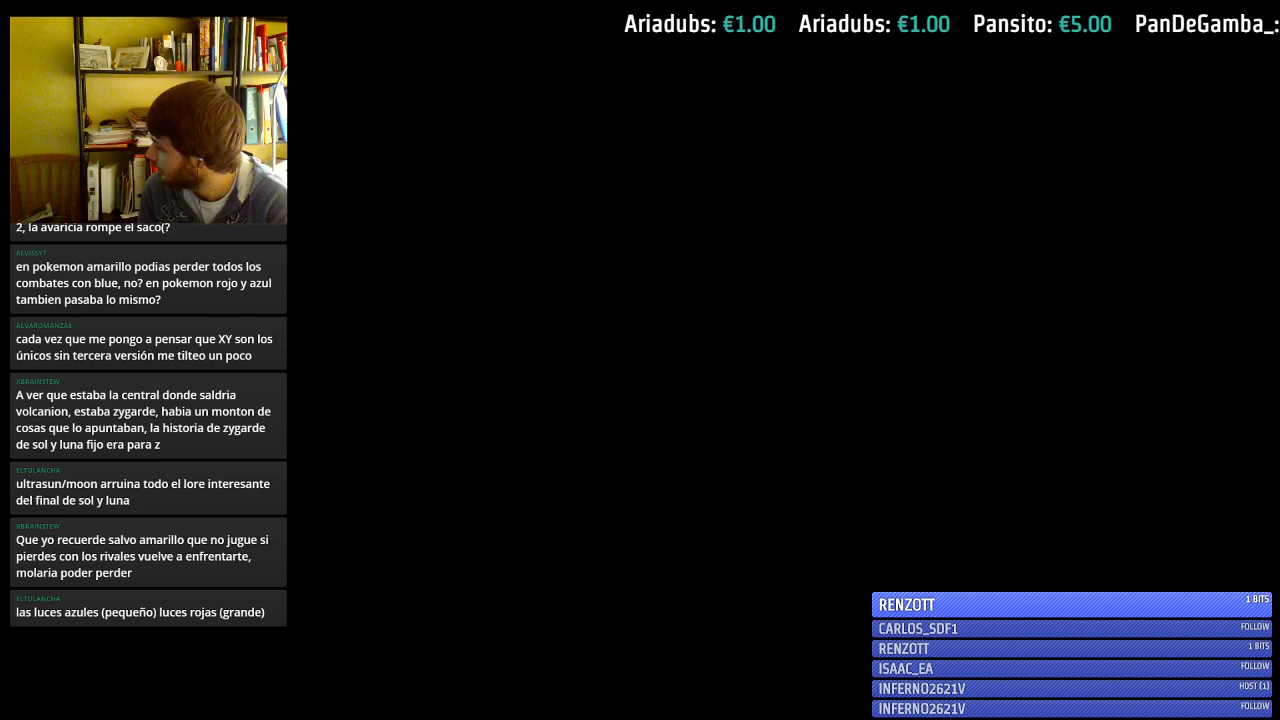 Ariadubs: €1.00 Ariadubs: €1.00 Pansito: €5.00 PanDeGamba_:
2, la avaricia rompe el saco(?
ALVISSYT
en pokemon amarillo podias perder todos los
combates con blue, no? en pokemon rojo y azul
tambien pasaba lo mismo?
ALVAROMANZA8
cada vez que me pongo a pensar que XY son los
únicos sin tercera versión me tilteo un poco
XBRAINSTEW
A ver que estaba la central donde saldria
volcanion, estaba zygarde, habia un monton de
cosas que lo apuntaban, la historia de zygarde
de sol y luna fijo era para z
ELTULANCHA
ultrasun/moon arruina todo el lore interesante
del final de sol y luna
XBRAINSTEW
Que yo recuerde salvo amarillo que no jugue si
pierdes con los rivales vuelve a enfrentarte,
molaria poder perder
ELTULANCHA
las luces azules (pequeño) luces rojas (grande)
RENZOTT 1 BITS
CARLOS_SDF1 FOLLOW
RENZOTT 1 BITS
ISAAC_EA FOLLOW
INFERNO2621V HOST (1)
INFERNO2621V FOLLOW